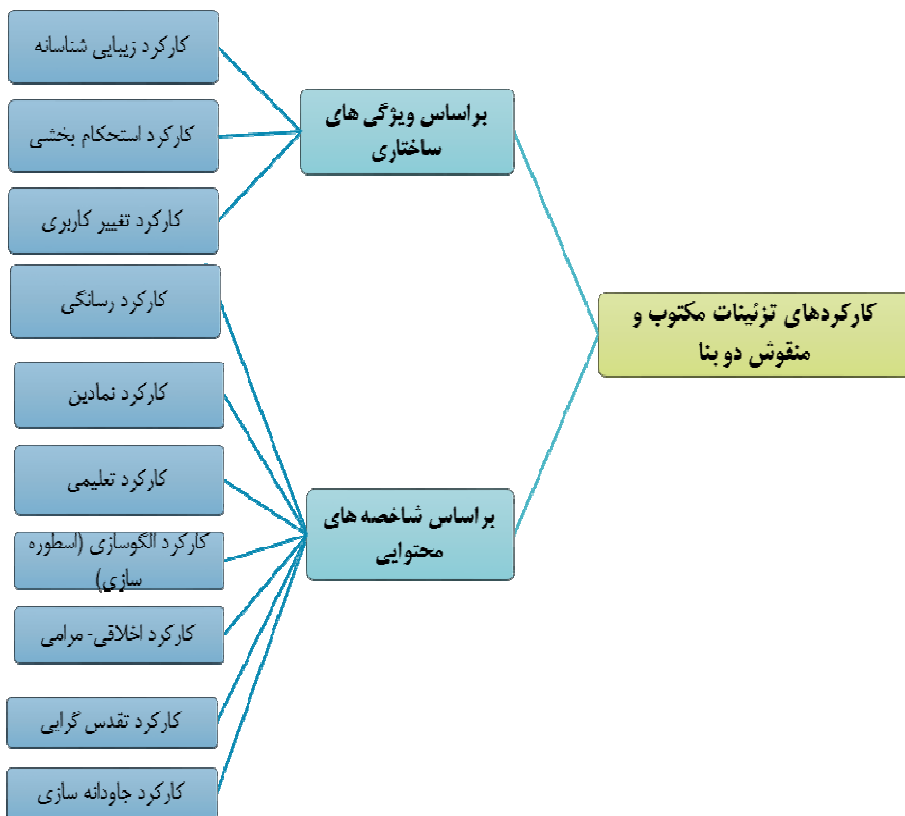 کارکردهای تزئینات مکتوب و
منقوش دو بنا
براساس ویژگی های
ساختاری
کارکرد زیبایی شناسانه
کارکرد استحکام بخشی
کارکرد تغییر کاربری
براساس شاخصه های
محتوایی
کارکرد رسانگی
کارکرد نمادین
کارکرد تعلیمی
کارکرد الگوسازی (اسطوره
سازی)
کارکرد اخلاقی- مرامی
کارکرد تقدس گرایی
کارکرد جاودانه سازی